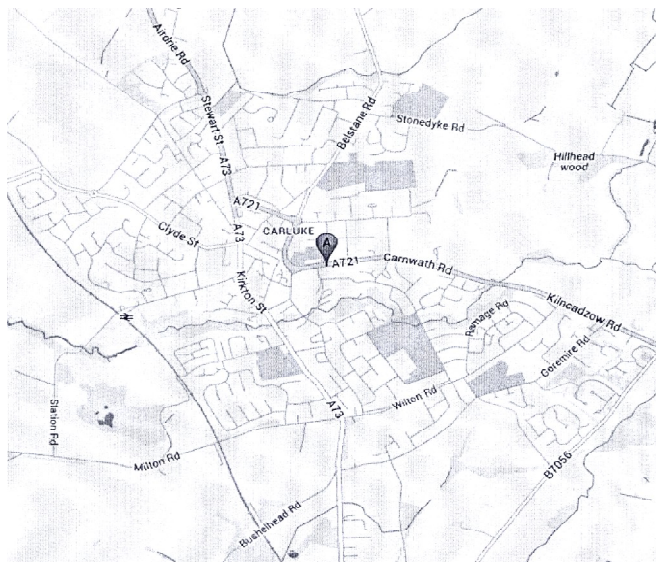 Airdrie Rd
Stewart St
A73
Belstane Rd
Stonedyke Rd
Hillhead
wood
A721
Clyde St
A73
CARLUKE
A
A721
Carnwath Rd
Kirkton St
Kilncadzow Rd
Ramage Rd
Goremire Rd
Station Rd
A73
Wilton Rd
Milton Rd
B7056
Bushelhead Rd